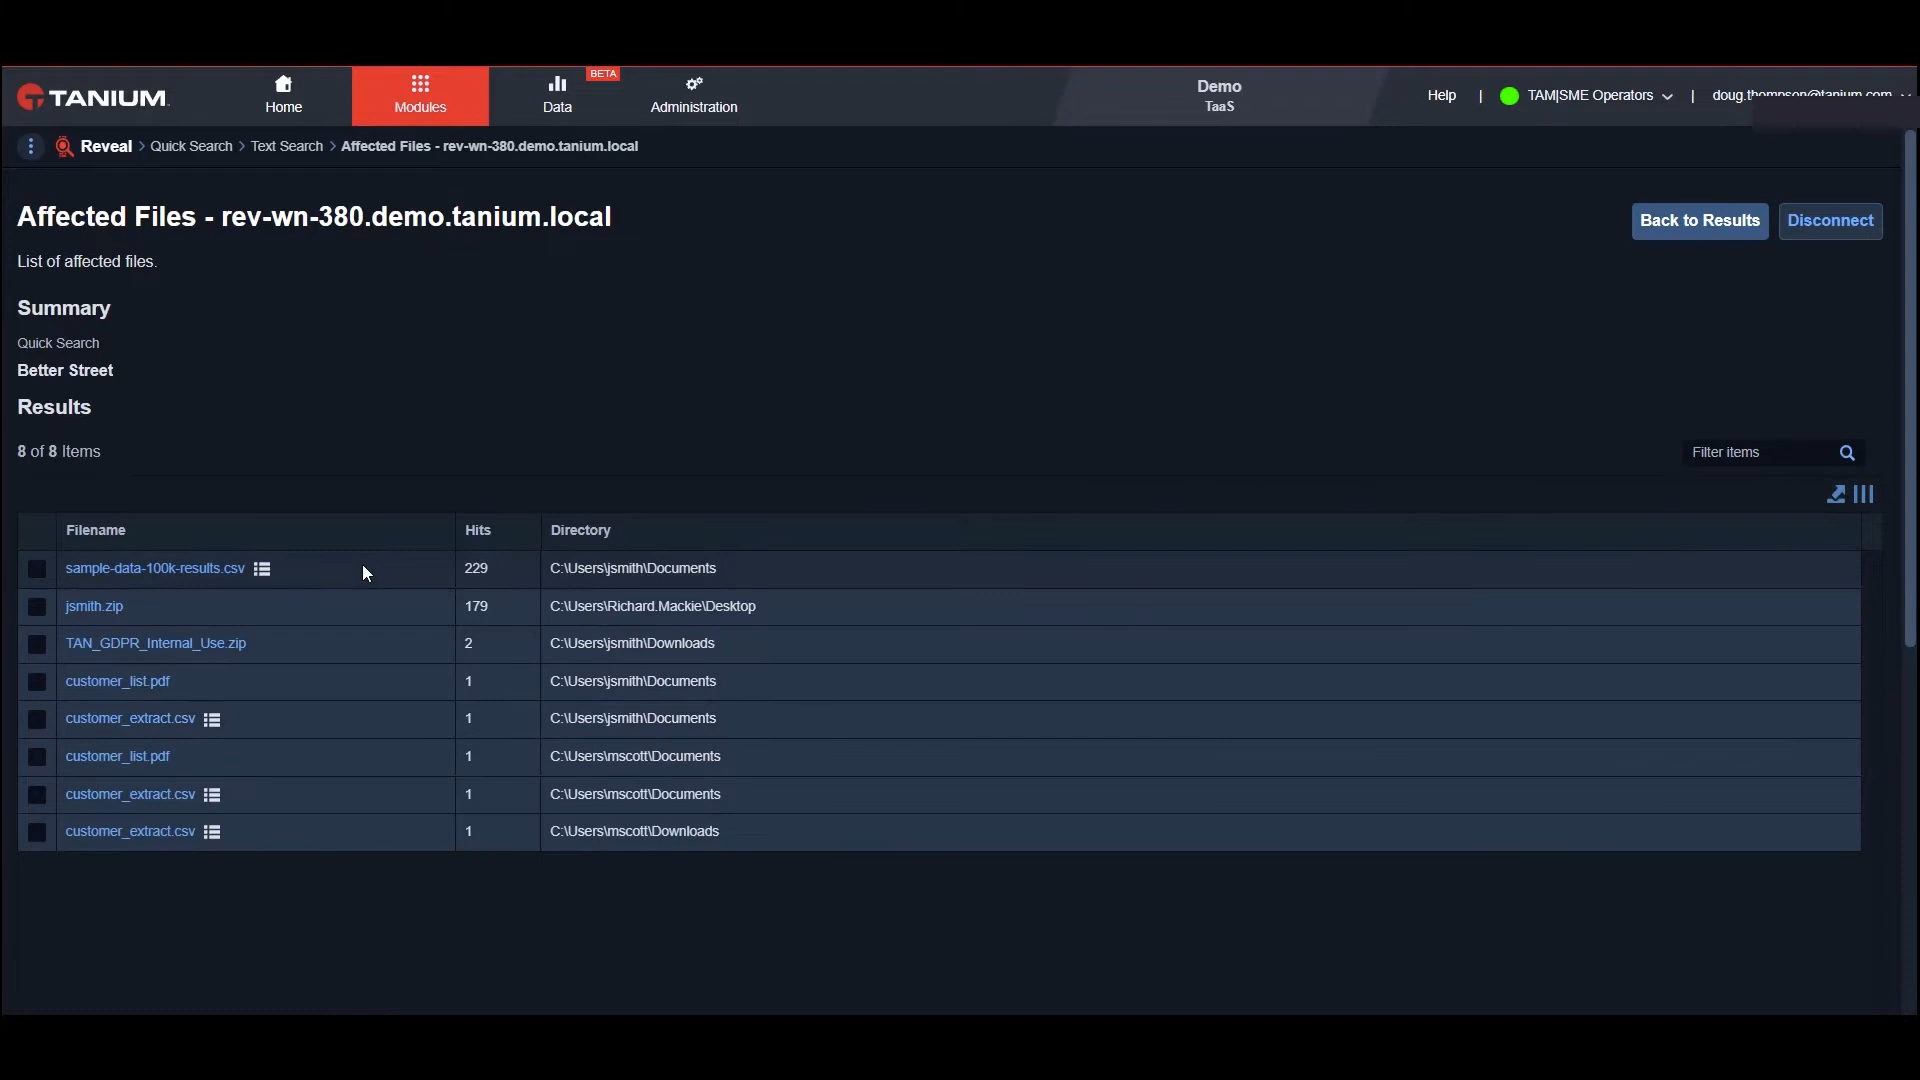 TANIUM
Home
Modules
Data
BETA
Administration
Demo
TaaS
Help | TAM|SME Operators | doug.thompson@tanium.com
Reveal > Quick Search > Text Search > Affected Files - rev-wn-380.demo.tanium.local
Affected Files - rev-wn-380.demo.tanium.local
Back to Results
Disconnect
List of affected files.
Summary
Quick Search
Better Street
Results
8 of 8 Items
Filter items
Filename Hits Directory
sample-data-100k-results.csv 229 C:\Users\jsmith\Documents
jsmith.zip 179 C:\Users\Richard.Mackie\Desktop
TAN_GDPR_Internal_Use.zip 2 C:\Users\jsmith\Downloads
customer_list.pdf 1 C:\Users\jsmith\Documents
customer_extract.csv 1 C:\Users\jsmith\Documents
customer_list.pdf 1 C:\Users\mscott\Documents
customer_extract.csv 1 C:\Users\mscott\Documents
customer_extract.csv 1 C:\Users\mscott\Downloads